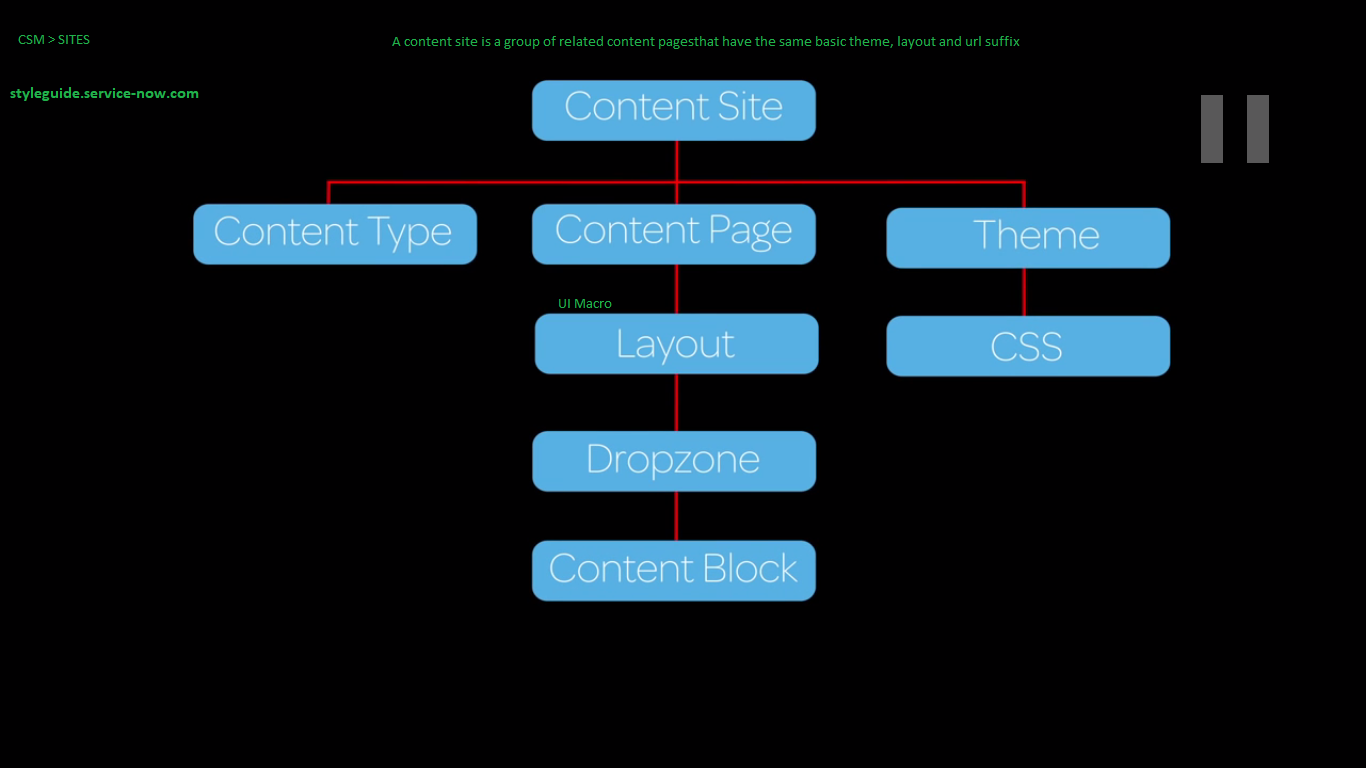 CSM > SITES
A content site is a group of related content pagesthat have the same basic theme, layout and url suffix
styleguide.service-now.com
Content Site
Content Type
Content Page
Theme
UI Macro
Layout
CSS
Dropzone
Content Block